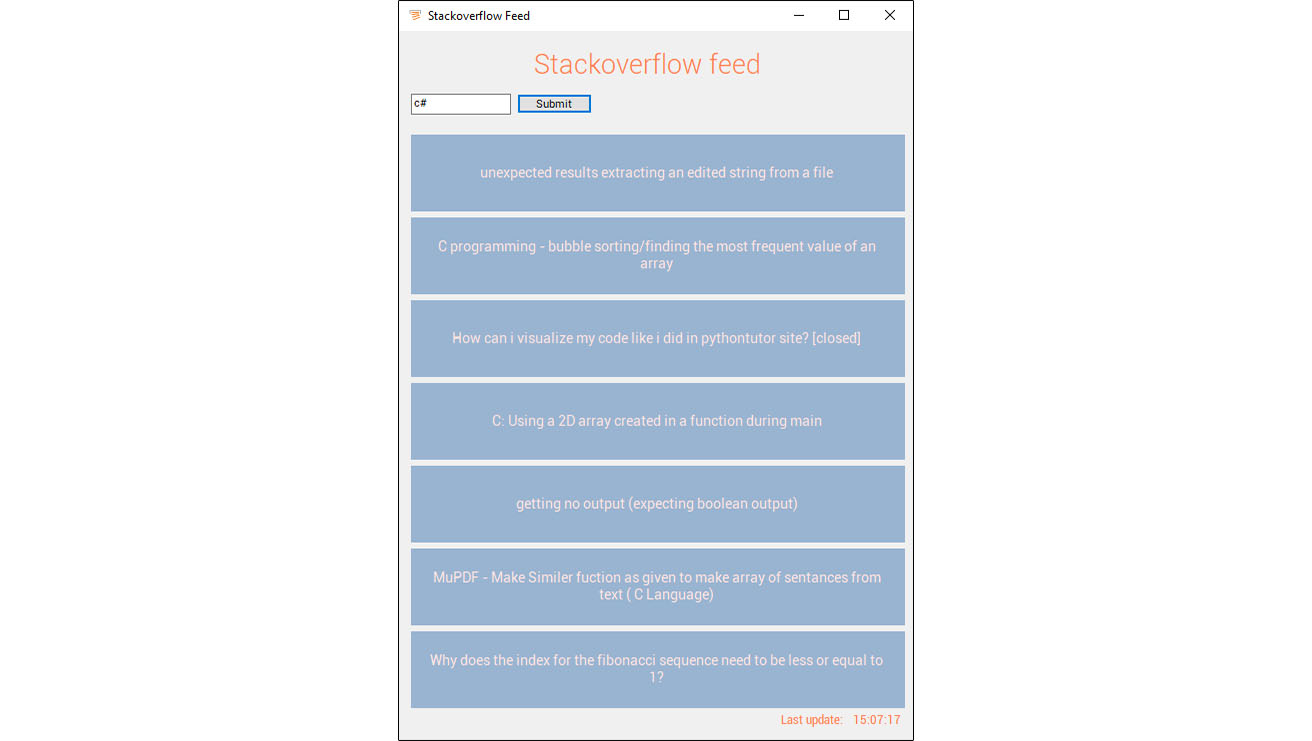 Stackoverflow Feed
Stackoverflow feed
c#
Submit
unexpected results extracting an edited string from a file
C programming - bubble sorting/finding the most frequent value of an
array
How can i visualize my code like i did in pythontutor site? [closed]
C: Using a 2D array created in a function during main
getting no output (expecting boolean output)
MuPDF - Make Similer fuction as given to make array of sentances from
text ( C Language)
Why does the index for the fibonacci sequence need to be less or equal to
1?
Last update: 15:07:17